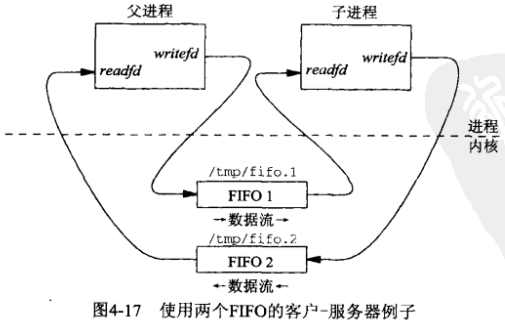 父进程
子进程
writefd
readfd
writefd
readfd
进程
内核
/tmp/fifo.1
FIFO 1
→数据流→
/tmp/fifo.2
FIFO 2
←数据流←
图4-17 使用两个FIFO的客户-服务器例子